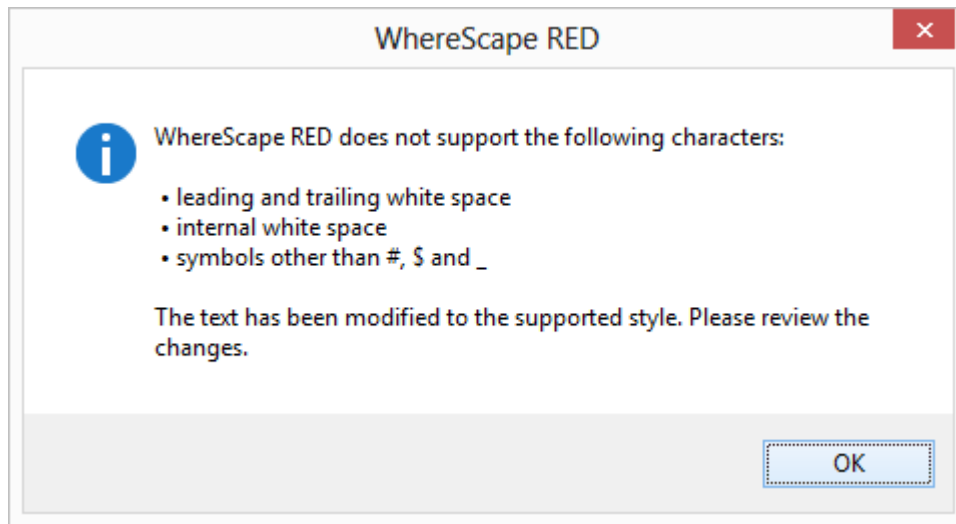 WhereScape RED
WhereScape RED does not support the following characters:
• leading and trailing white space
• internal white space
• symbols other than #, $ and _
The text has been modified to the supported style. Please review the
changes.
OK